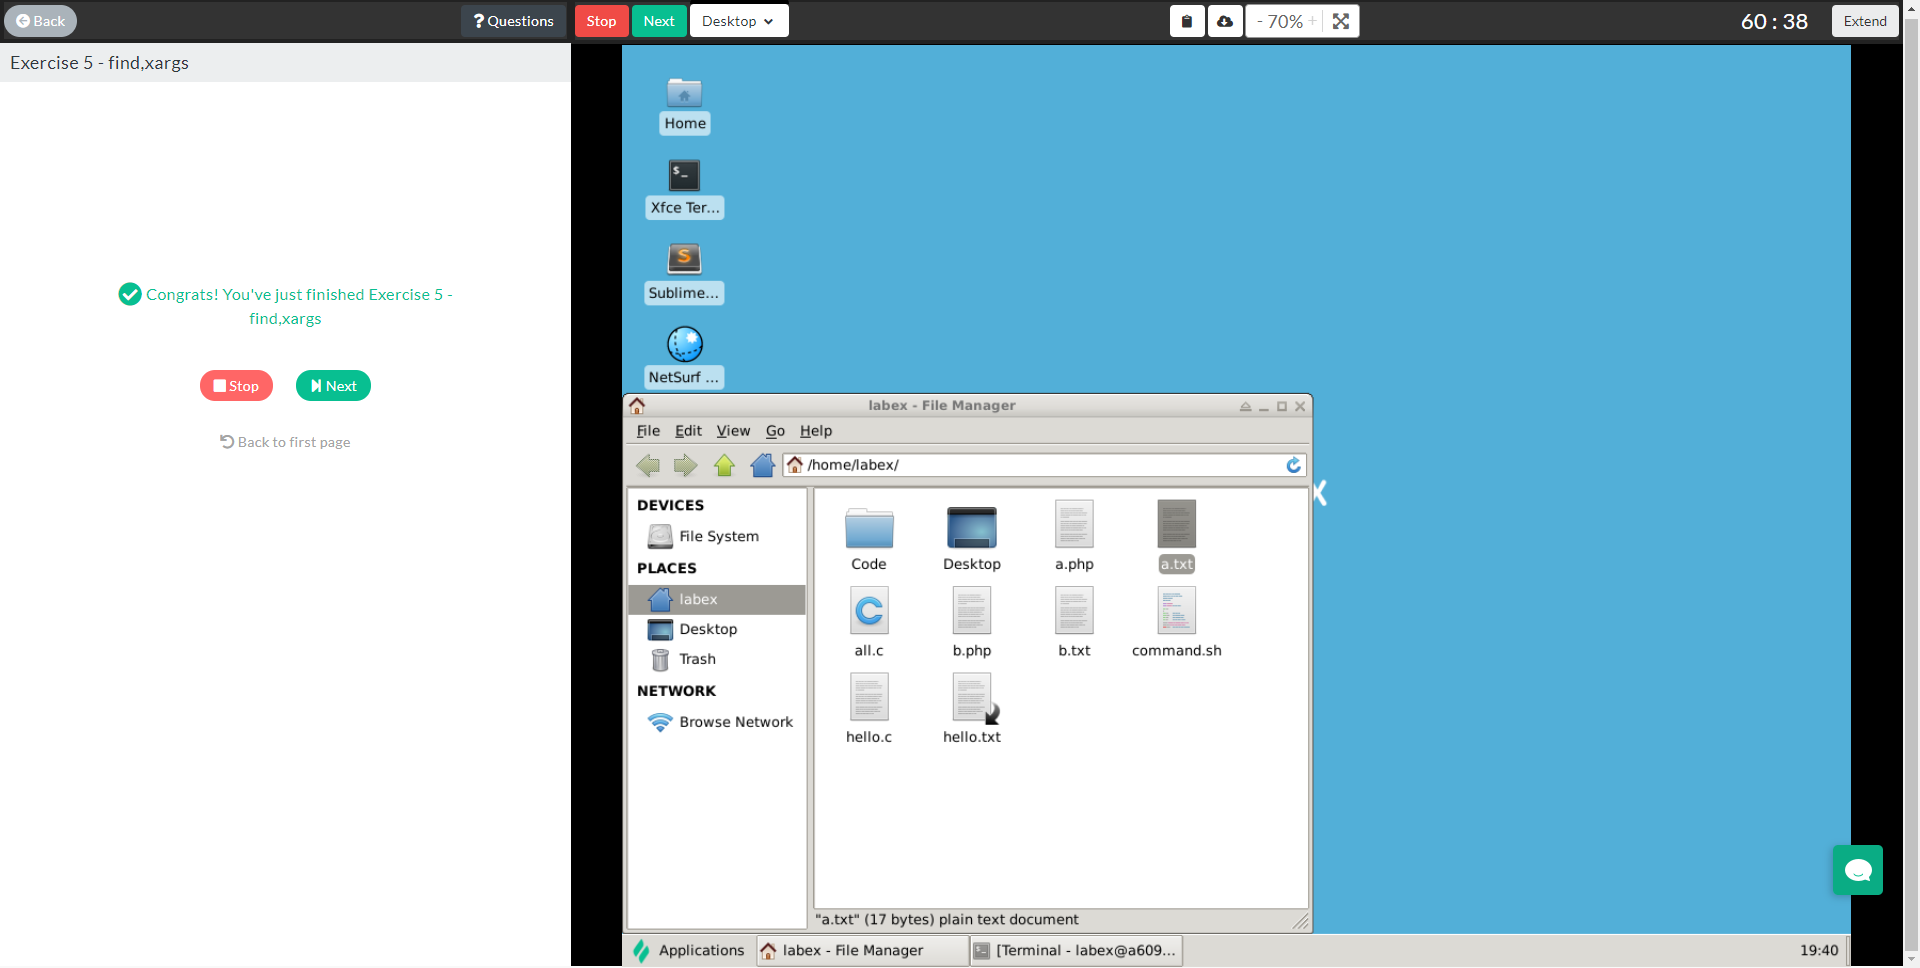 Back
? Questions
Stop
Next
Desktop
- 70% +
60 : 38
Extend
Exercise 5 - find,xargs
Congrats! You've just finished Exercise 5 -
find,xargs
Stop
Next
Back to first page
Home
$_
Xfce Ter...
S
Sublime...
NetSurf ...
labex - File Manager
File Edit View Go Help
/home/labex/
DEVICES
File System
PLACES
labex
Desktop
Trash
NETWORK
Browse Network
Code
Desktop
a.php
a.txt
C
all.c
b.php
b.txt
command.sh
hello.c
hello.txt
X
"a.txt" (17 bytes) plain text document
Applications
labex - File Manager
[Terminal - labex@a609...
19:40